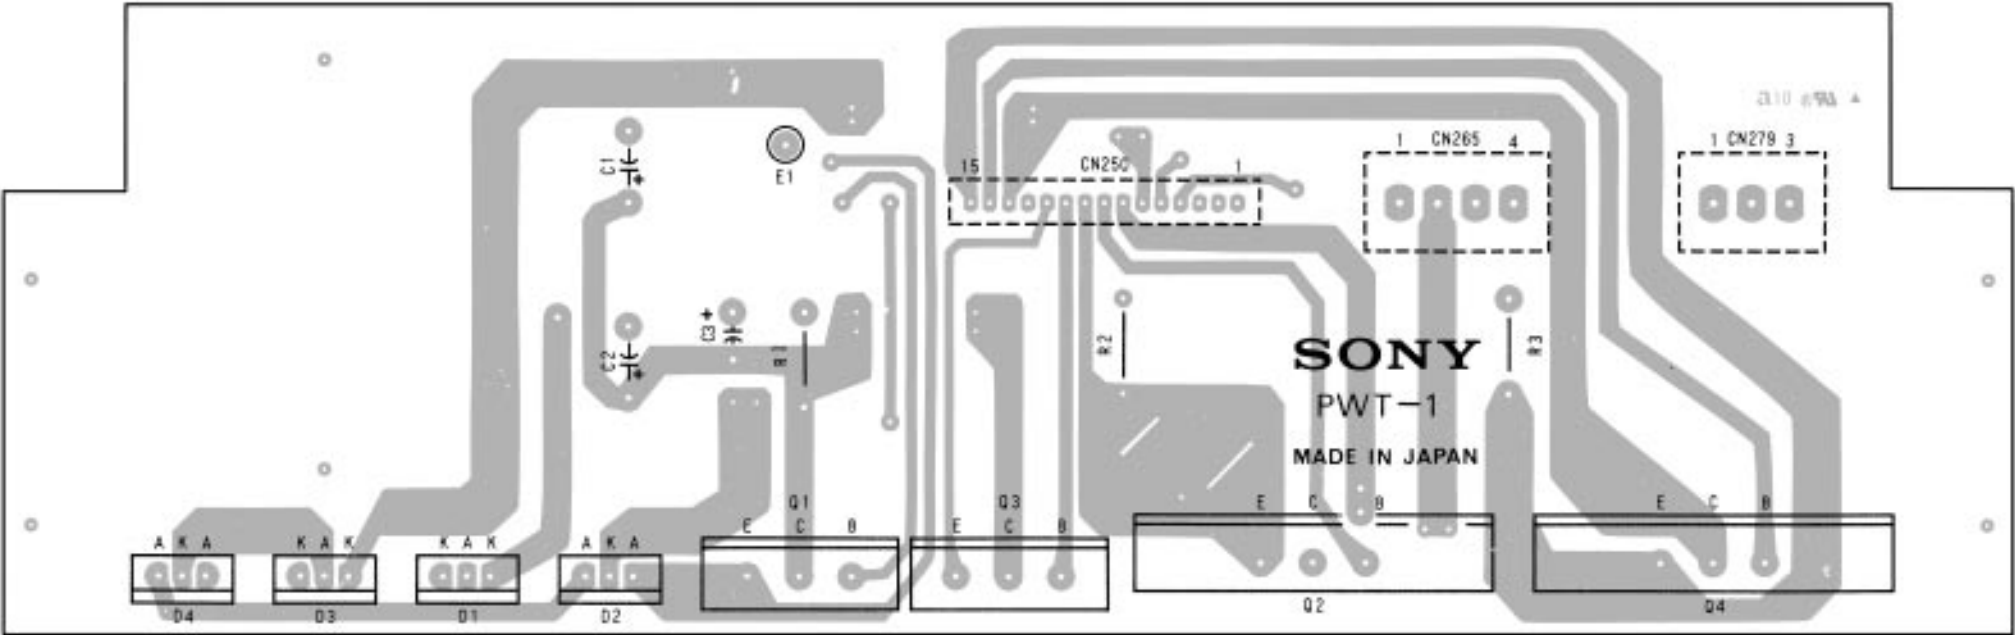 1 CN265 4
1 CN279 3
C1
E1
15 CN250 1
C3 +
C2
R1
R2
R3
SONY
PWT-1
MADE IN JAPAN
Q1
Q3
E C B
E C B
E C B
E C B
A K A
K A K
K A K
A K A
D4
D3
D1
D2
Q2
Q4